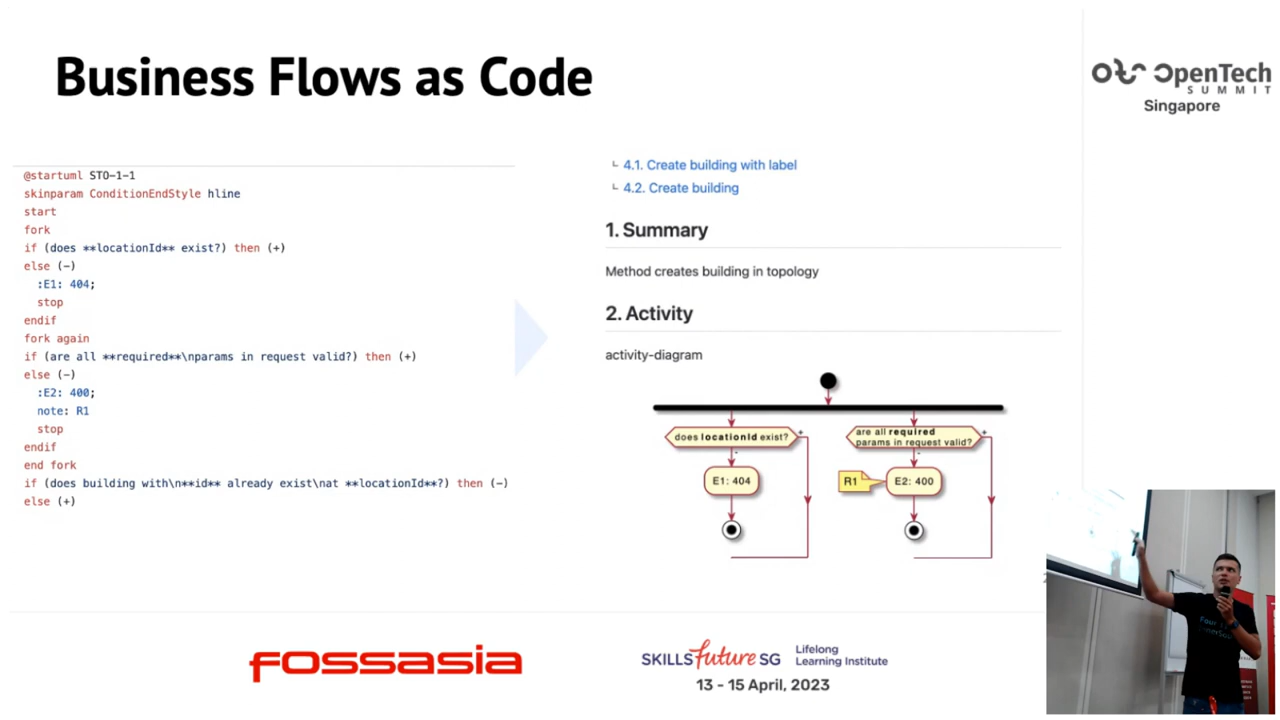 Business Flows as Code
OpenTech
SUMMIT
Singapore
@startuml STO-1-1
skinparam ConditionEndStyle hline
start
fork
if (does **locationId** exist?) then (+)
else (-)
:E1: 404;
stop
endif
fork again
if (are all **required**\nparams in request valid?) then (+)
else (-)
:E2: 400;
note: R1
stop
endif
end fork
if (does building with\n**id** already exist\nat **locationId**?) then (-)
else (+)
4.1. Create building with label
4.2. Create building
1. Summary
Method creates building in topology
2. Activity
activity-diagram
does locationId exist?
+
-
E1: 404
are all required
params in request valid?
+
-
R1
E2: 400
fossasia
SKILLSfuture SG
Lifelong
Learning Institute
13 - 15 April, 2023